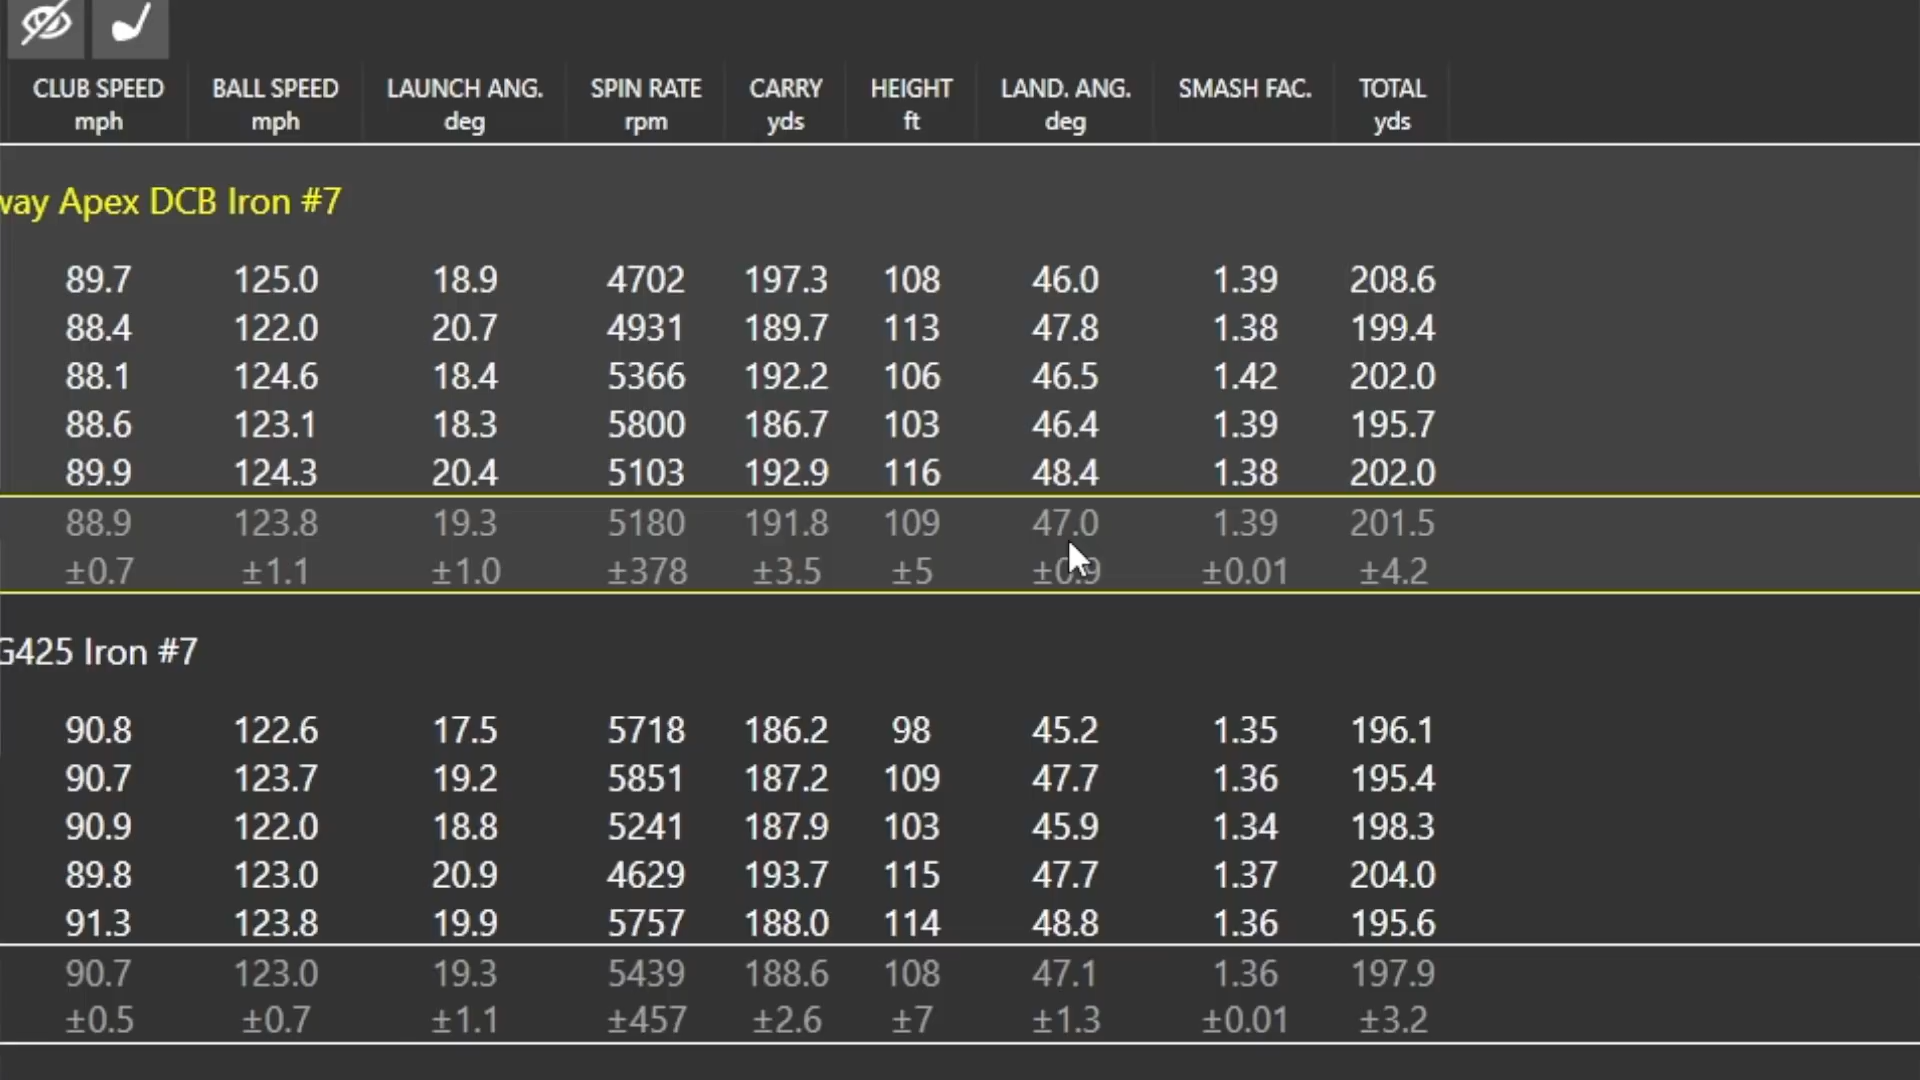 CLUB SPEED BALL SPEED LAUNCH ANG. SPIN RATE CARRY HEIGHT LAND. ANG. SMASH FAC. TOTAL
mph mph deg rpm yds ft deg yds
way Apex DCB Iron #7
89.7 125.0 18.9 4702 197.3 108 46.0 1.39 208.6
88.4 122.0 20.7 4931 189.7 113 47.8 1.38 199.4
88.1 124.6 18.4 5366 192.2 106 46.5 1.42 202.0
88.6 123.1 18.3 5800 186.7 103 46.4 1.39 195.7
89.9 124.3 20.4 5103 192.9 116 48.4 1.38 202.0
88.9 123.8 19.3 5180 191.8 109 47.0 1.39 201.5
±0.7 ±1.1 ±1.0 ±378 ±3.5 ±5 ±0.9 ±0.01 ±4.2
G425 Iron #7
90.8 122.6 17.5 5718 186.2 98 45.2 1.35 196.1
90.7 123.7 19.2 5851 187.2 109 47.7 1.36 195.4
90.9 122.0 18.8 5241 187.9 103 45.9 1.34 198.3
89.8 123.0 20.9 4629 193.7 115 47.7 1.37 204.0
91.3 123.8 19.9 5757 188.0 114 48.8 1.36 195.6
90.7 123.0 19.3 5439 188.6 108 47.1 1.36 197.9
±0.5 ±0.7 ±1.1 ±457 ±2.6 ±7 ±1.3 ±0.01 ±3.2